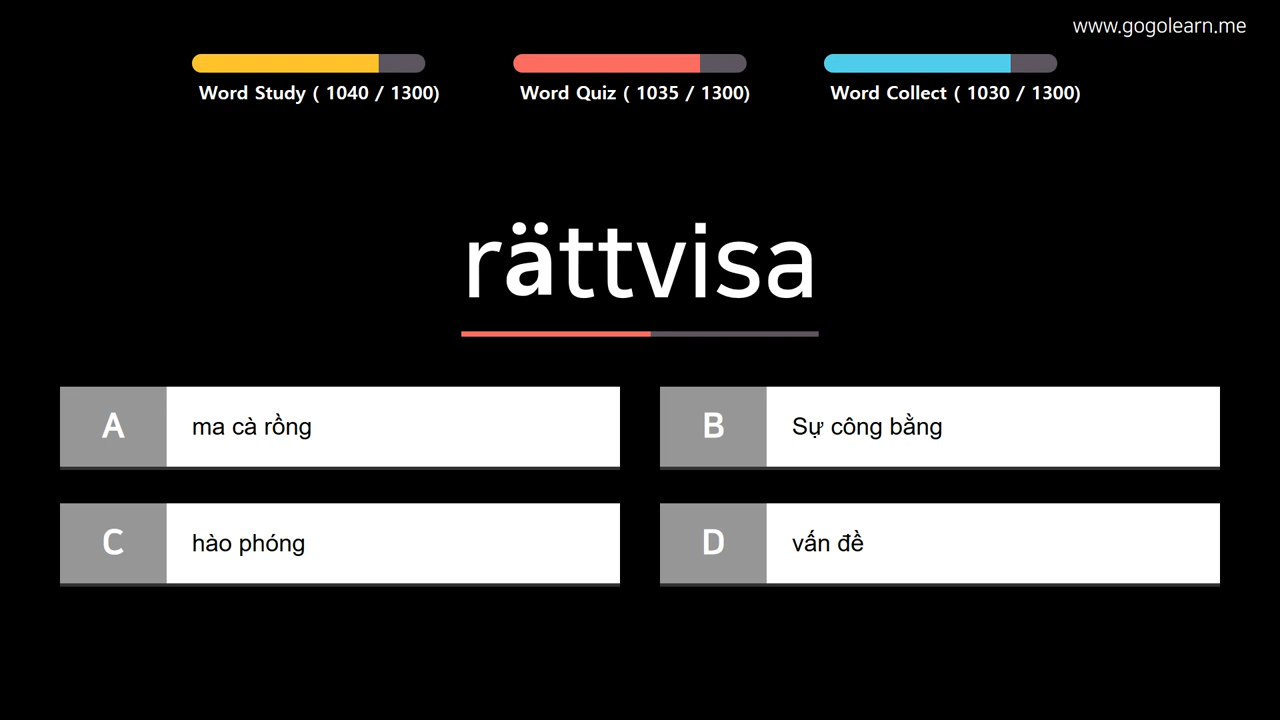 www.gogolearn.me
Word Study ( 1040 / 1300)
Word Quiz ( 1035 / 1300)
Word Collect ( 1030 / 1300)
rättvisa
A
ma cà rồng
B
Sự công bằng
C
hào phóng
D
vấn đề